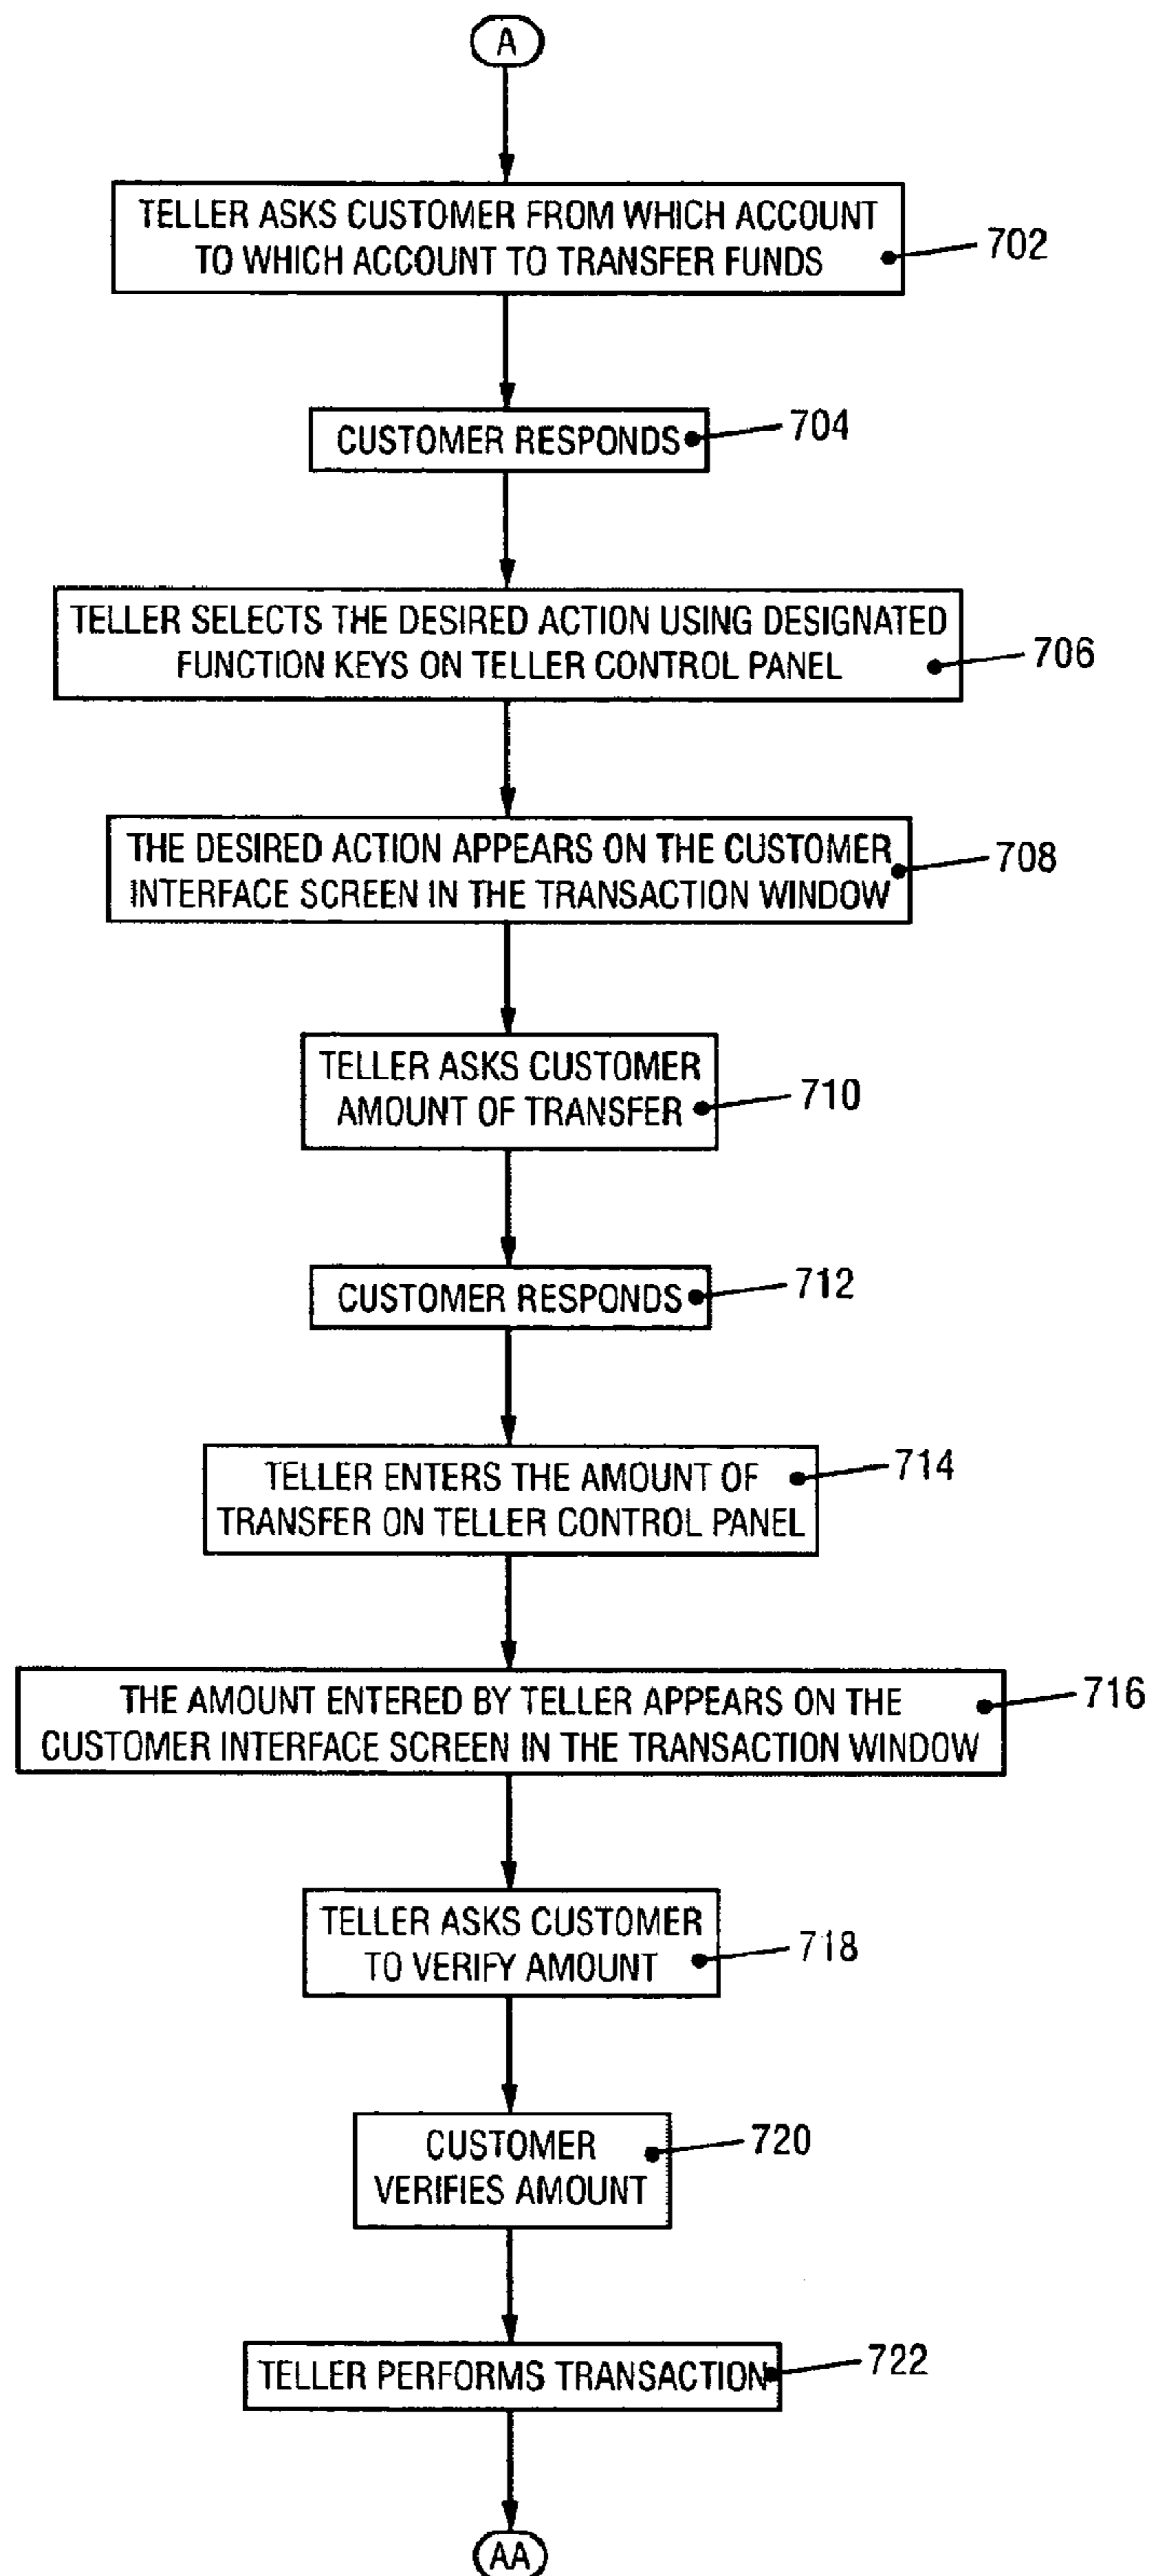 A
TELLER ASKS CUSTOMER FROM WHICH ACCOUNT
TO WHICH ACCOUNT TO TRANSFER FUNDS
702
CUSTOMER RESPONDS
704
TELLER SELECTS THE DESIRED ACTION USING DESIGNATED
FUNCTION KEYS ON TELLER CONTROL PANEL
706
THE DESIRED ACTION APPEARS ON THE CUSTOMER
INTERFACE SCREEN IN THE TRANSACTION WINDOW
708
TELLER ASKS CUSTOMER
AMOUNT OF TRANSFER
710
CUSTOMER RESPONDS
712
TELLER ENTERS THE AMOUNT OF
TRANSFER ON TELLER CONTROL PANEL
714
THE AMOUNT ENTERED BY TELLER APPEARS ON THE
CUSTOMER INTERFACE SCREEN IN THE TRANSACTION WINDOW
716
TELLER ASKS CUSTOMER
TO VERIFY AMOUNT
718
CUSTOMER
VERIFIES AMOUNT
720
TELLER PERFORMS TRANSACTION
722
AA